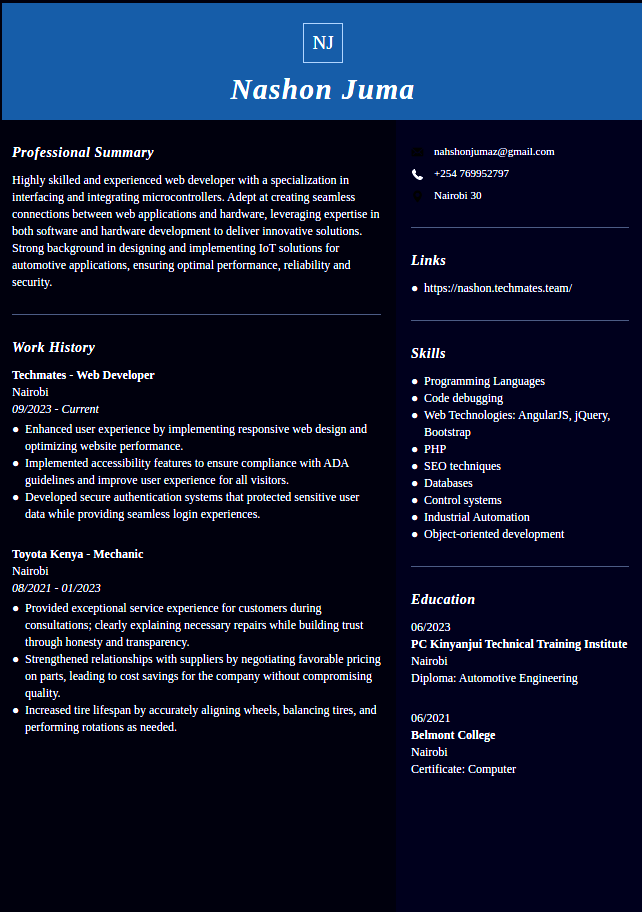 NJ
Nashon Juma
Professional Summary
Highly skilled and experienced web developer with a specialization in
interfacing and integrating microcontrollers. Adept at creating seamless
connections between web applications and hardware, leveraging expertise in
both software and hardware development to deliver innovative solutions.
Strong background in designing and implementing IoT solutions for
automotive applications, ensuring optimal performance, reliability and
security.
Work History
Techmates - Web Developer
Nairobi
09/2023 - Current
● Enhanced user experience by implementing responsive web design and
optimizing website performance.
● Implemented accessibility features to ensure compliance with ADA
guidelines and improve user experience for all visitors.
● Developed secure authentication systems that protected sensitive user
data while providing seamless login experiences.
Toyota Kenya - Mechanic
Nairobi
08/2021 - 01/2023
● Provided exceptional service experience for customers during
consultations; clearly explaining necessary repairs while building trust
through honesty and transparency.
● Strengthened relationships with suppliers by negotiating favorable pricing
on parts, leading to cost savings for the company without compromising
quality.
● Increased tire lifespan by accurately aligning wheels, balancing tires, and
performing rotations as needed.
nahshonjumaz@gmail.com
+254 769952797
Nairobi 30
Links
● https://nashon.techmates.team/
Skills
● Programming Languages
● Code debugging
● Web Technologies: AngularJS, jQuery,
Bootstrap
● PHP
● SEO techniques
● Databases
● Control systems
● Industrial Automation
● Object-oriented development
Education
06/2023
PC Kinyanjui Technical Training Institute
Nairobi
Diploma: Automotive Engineering
06/2021
Belmont College
Nairobi
Certificate: Computer